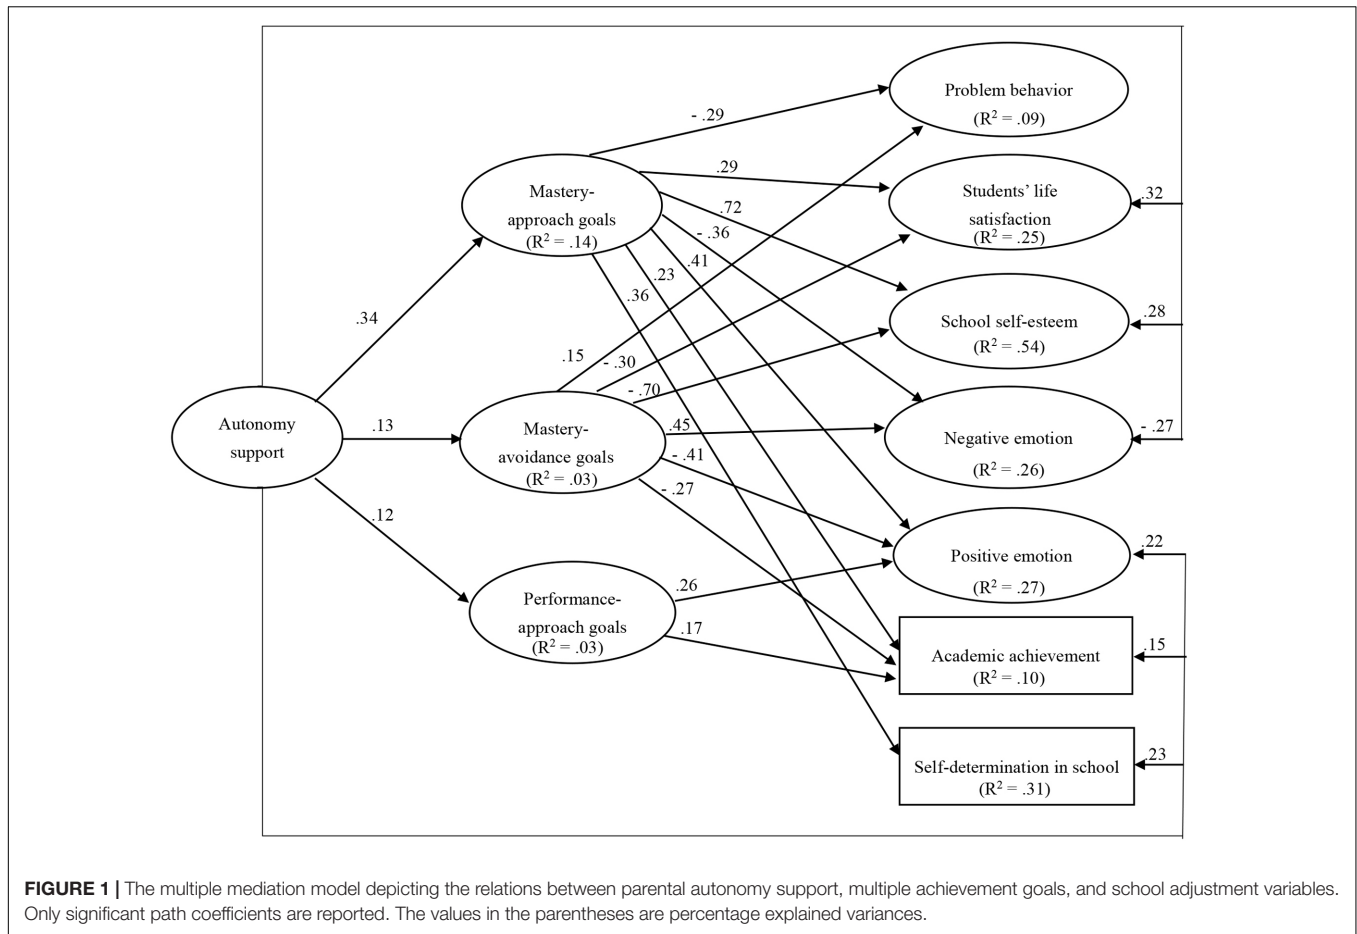 Problem behavior
(R² = .09)
- .29
.29
Mastery-
approach goals
(R² = .14)
Students' life
satisfaction
(R² = .25)
.32
.72
- .36
.41
.23
.36
School self-esteem
(R² = .54)
.28
.34
.15
- .30
- .70
Autonomy
support
.13
Mastery-
avoidance goals
(R² = .03)
.45
- .41
- .27
Negative emotion
(R² = .26)
- .27
.12
Positive emotion
(R² = .27)
.22
Performance-
approach goals
(R² = .03)
.26
.17
Academic achievement
(R² = .10)
.15
Self-determination in school
(R² = .31)
.23
FIGURE 1 | The multiple mediation model depicting the relations between parental autonomy support, multiple achievement goals, and school adjustment variables.
Only significant path coefficients are reported. The values in the parentheses are percentage explained variances.